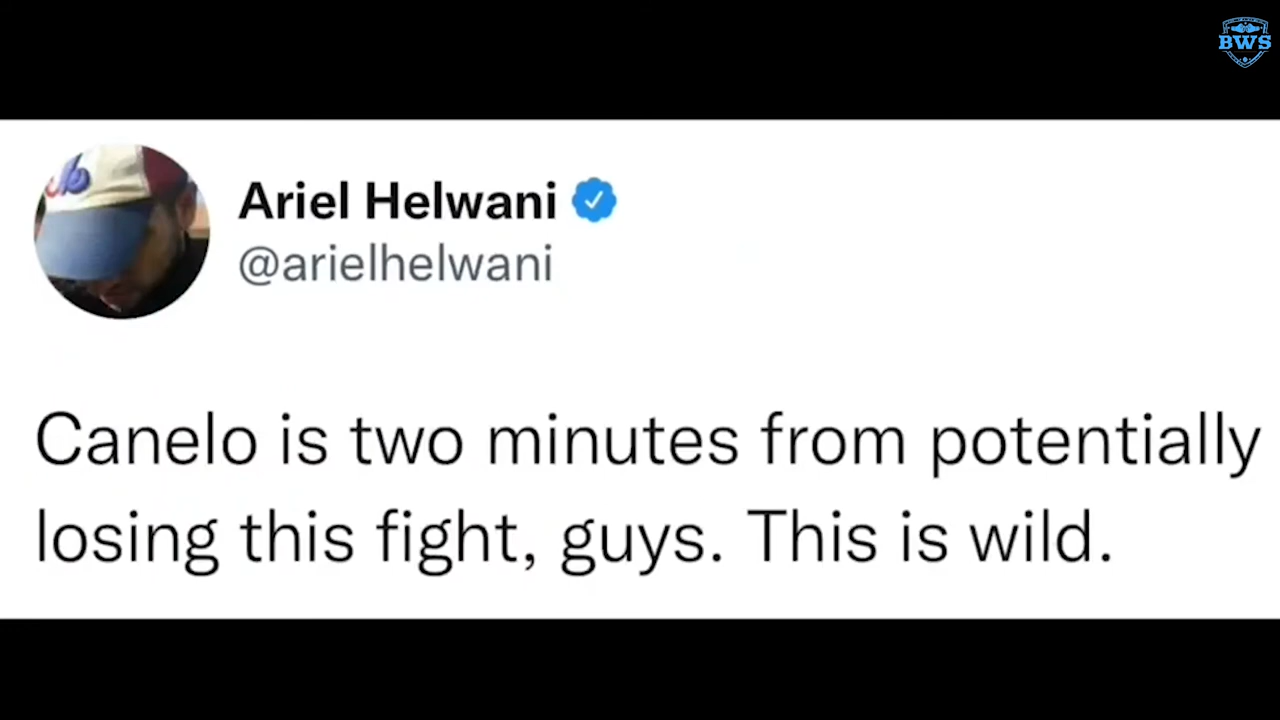 BWS
Ariel Helwani
@arielhelwani
Canelo is two minutes from potentially
losing this fight, guys. This is wild.